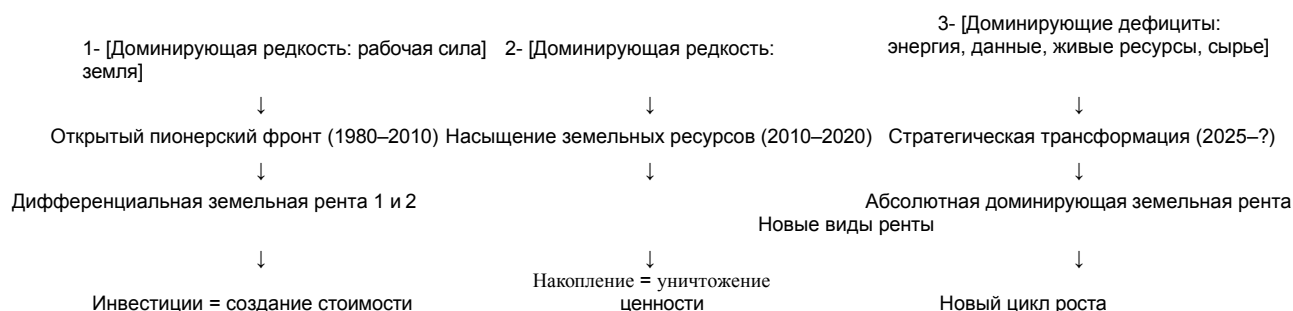 3- [Доминирующие дефициты:
1- [Доминирующая редкость: рабочая сила] 2- [Доминирующая редкость: энергия, данные, живые ресурсы, сырье]
земля]
↓ ↓ ↓
Открытый пионерский фронт (1980–2010) Насыщение земельных ресурсов (2010–2020) Стратегическая трансформация (2025–?)
↓ ↓ ↓
Дифференциальная земельная рента 1 и 2 Абсолютная доминирующая земельная рента
Новые виды ренты
↓ ↓ ↓
Накопление = уничтожение
Инвестиции = создание стоимости ценности Новый цикл роста